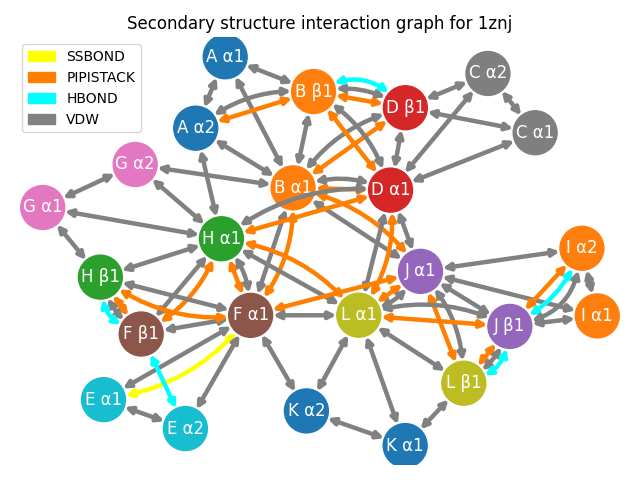 Secondary structure interaction graph for 1znj
SSBOND
PIPISTACK
HBOND
VDW
A α1
C α2
B β1
D β1
A α2
C α1
G α2
B α1
D α1
G α1
H α1
I α2
J α1
H β1
F α1
L α1
I α1
J β1
F β1
L β1
E α1
K α2
E α2
K α1